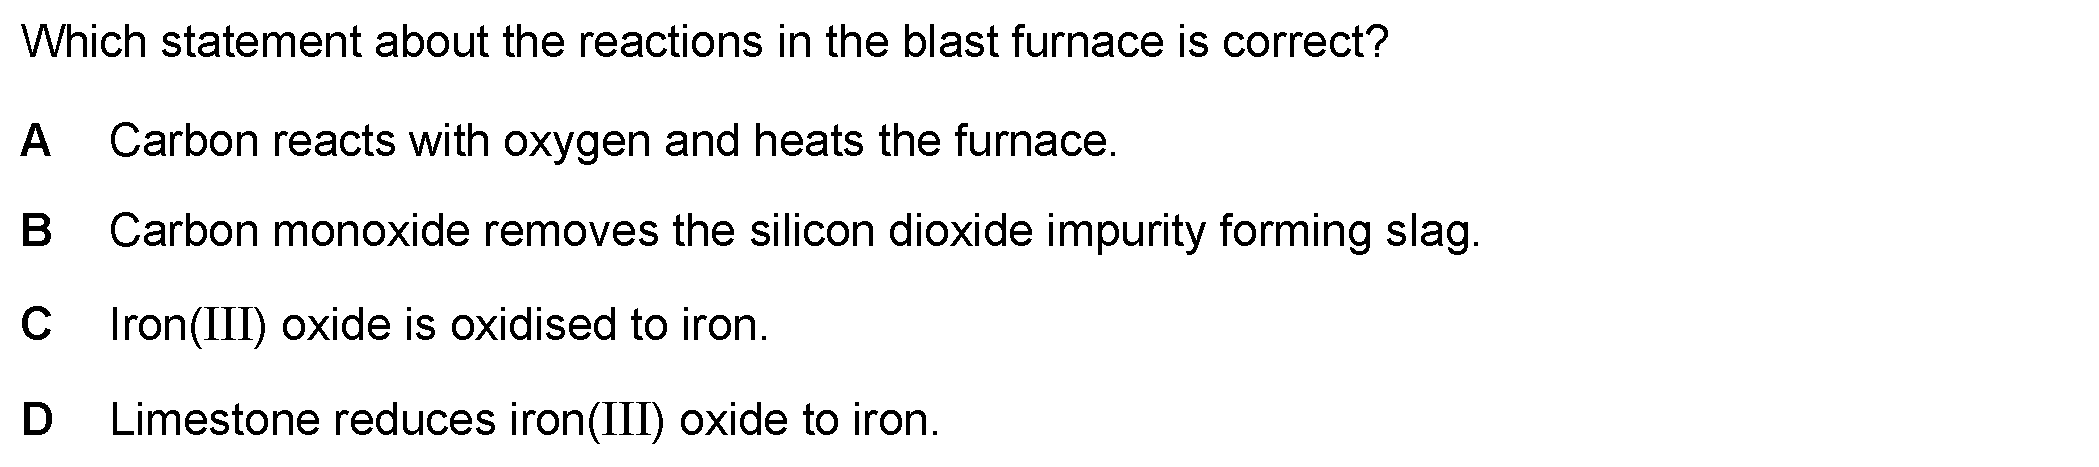 Which statement about the reactions in the blast furnace is correct?
A Carbon reacts with oxygen and heats the furnace.
B Carbon monoxide removes the silicon dioxide impurity forming slag.
C Iron(III) oxide is oxidised to iron.
D Limestone reduces iron(III) oxide to iron.